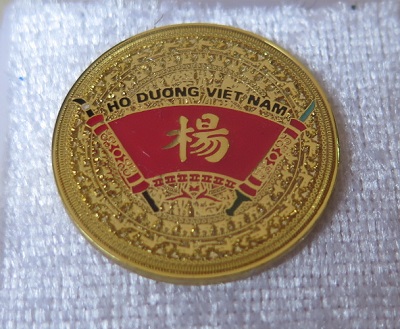 HỌ DƯƠNG VIỆT NAM
楊